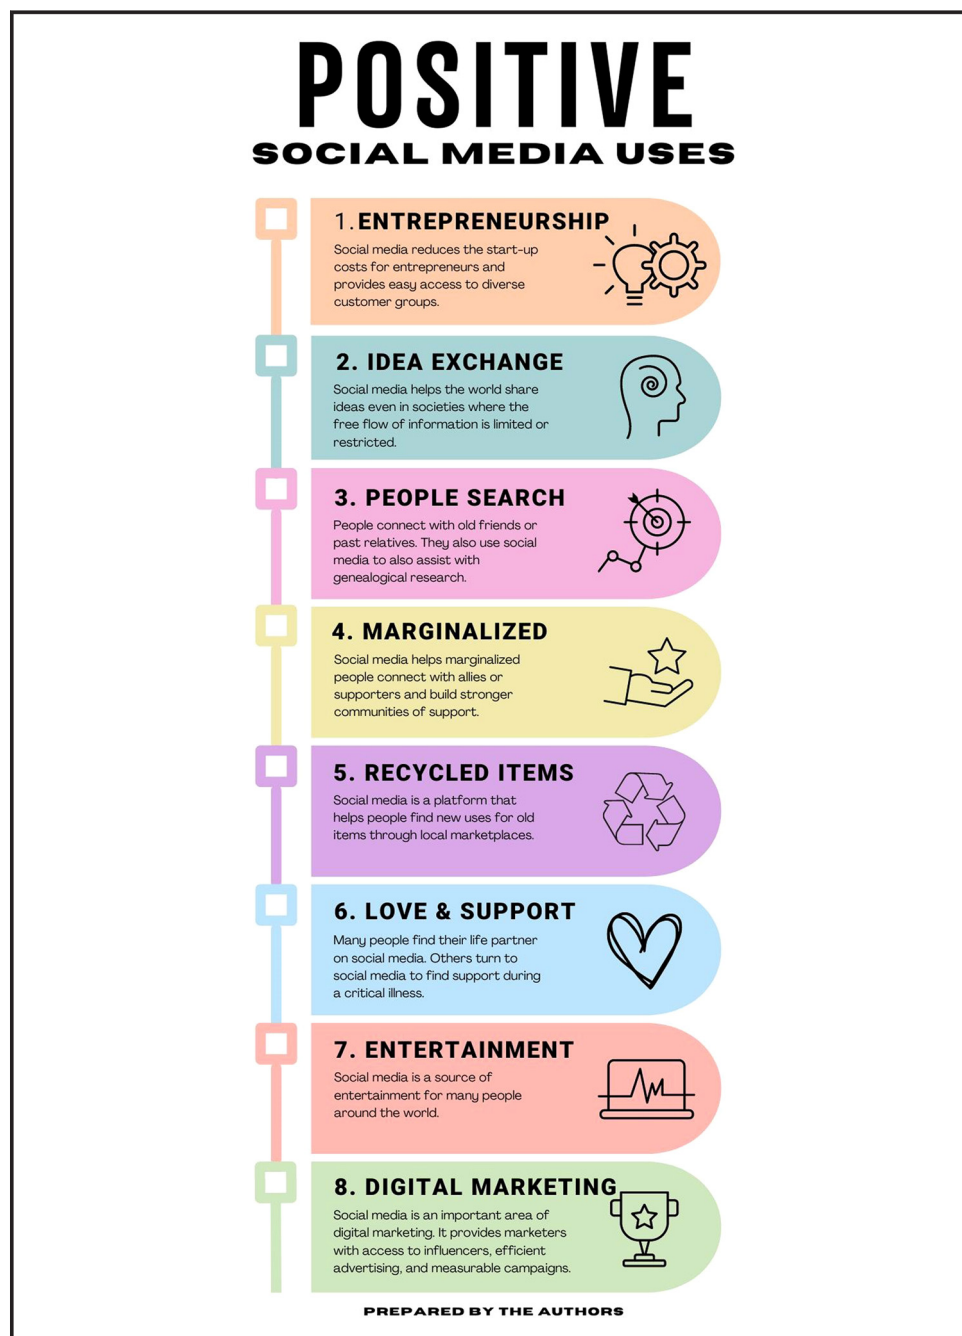 POSITIVE
SOCIAL MEDIA USES
1. ENTREPRENEURSHIP
Social media reduces the start-up
costs for entrepreneurs and
provides easy access to diverse
customer groups.
2. IDEA EXCHANGE
Social media helps the world share
ideas even in societies where the
free flow of information is limited or
restricted.
3. PEOPLE SEARCH
People connect with old friends or
past relatives. They also use social
media to also assist with
genealogical research.
4. MARGINALIZED
Social media helps marginalized
people connect with allies or
supporters and build stronger
communities of support.
5. RECYCLED ITEMS
Social media is a platform that
helps people find new uses for old
items through local marketplaces.
6. LOVE & SUPPORT
Many people find their life partner
on social media. Others turn to
social media to find support during
a critical illness.
7. ENTERTAINMENT
Social media is a source of
entertainment for many people
around the world.
8. DIGITAL MARKETING
Social media is an important area of
digital marketing. It provides marketers
with access to influencers, efficient
advertising, and measurable campaigns.
PREPARED BY THE AUTHORS